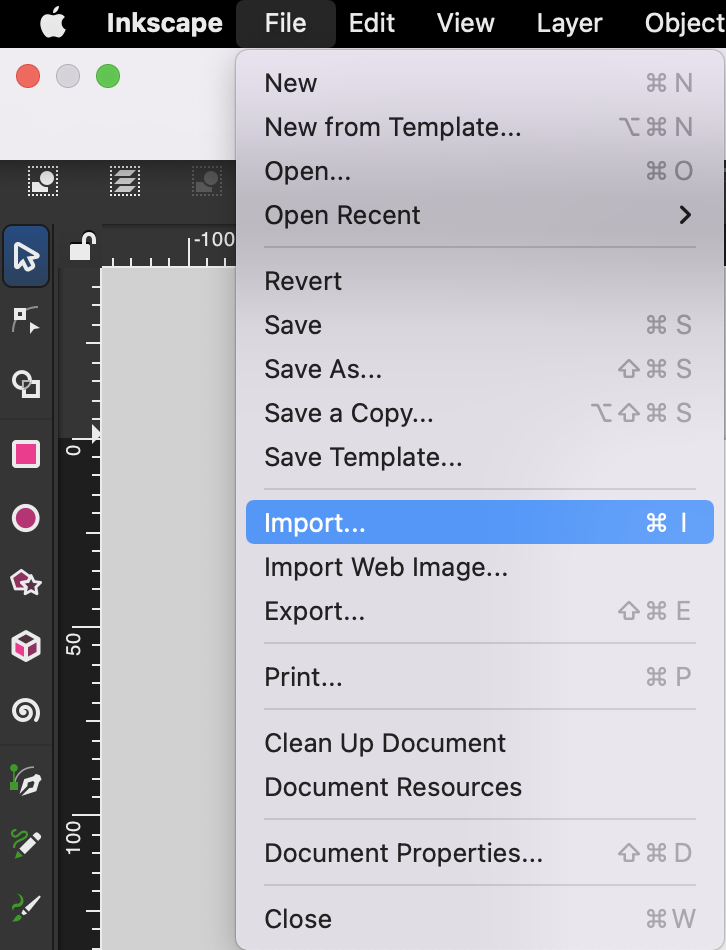 Inkscape File Edit View Layer Object
New ⌘ N
New from Template... ⌥ ⌘ N
Open... ⌘ O
Open Recent
-100
Revert
Save ⌘ S
Save As... ⇧ ⌘ S
Save a Copy... ⌥ ⇧ ⌘ S
0
Save Template...
Import... ⌘ I
Import Web Image...
Export... ⇧ ⌘ E
50
Print... ⌘ P
Clean Up Document
Document Resources
100
Document Properties... ⇧ ⌘ D
Close ⌘ W